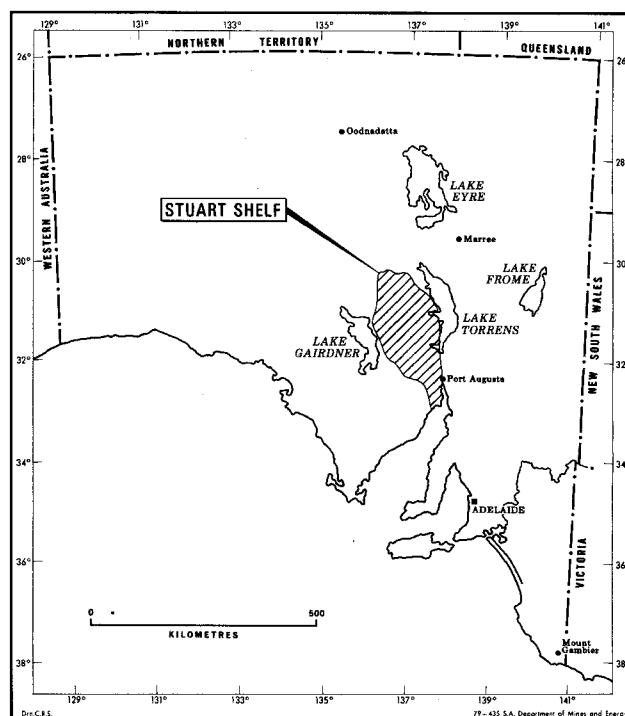 129° 131° 133° 135° 137° 139° 141°
NORTHERN TERRITORY
QUEENSLAND
26° 26°
Oodnadatta
28° 28°
LAKE
EYRE
WESTERN AUSTRALIA
STUART SHELF
Marree
30° 30°
LAKE
FROME
LAKE
TORRENS
LAKE
GAIRDNER
NEW SOUTH WALES
32° 32°
Port Augusta
34° 34°
ADELAIDE
36° 36°
VICTORIA
0 500
KILOMETRES
Mount
Gambier
38° 38°
129° 131° 133° 135° 137° 139° 141°
Drn.C.R.S. 79-435 S.A. Department of Mines and Energy